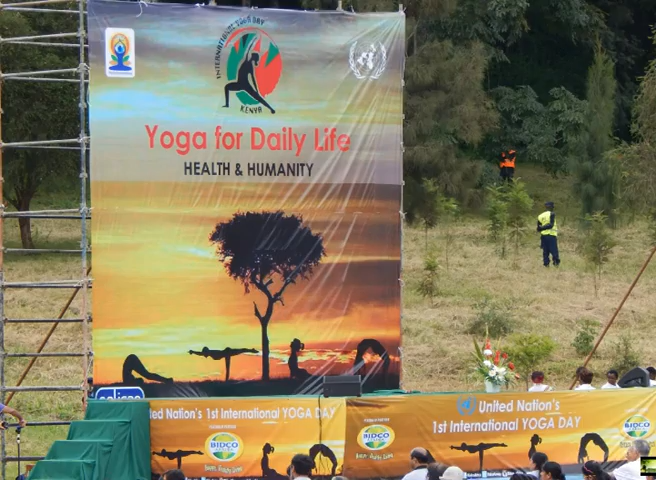 INTERNATIONAL YOGA DAY
KENYA
Yoga for Daily Life
HEALTH & HUMANITY
ted Nation's 1st International YOGA DAY
BIDCO
United Nation's
1st International YOGA DAY
BIDCO
BIDCO